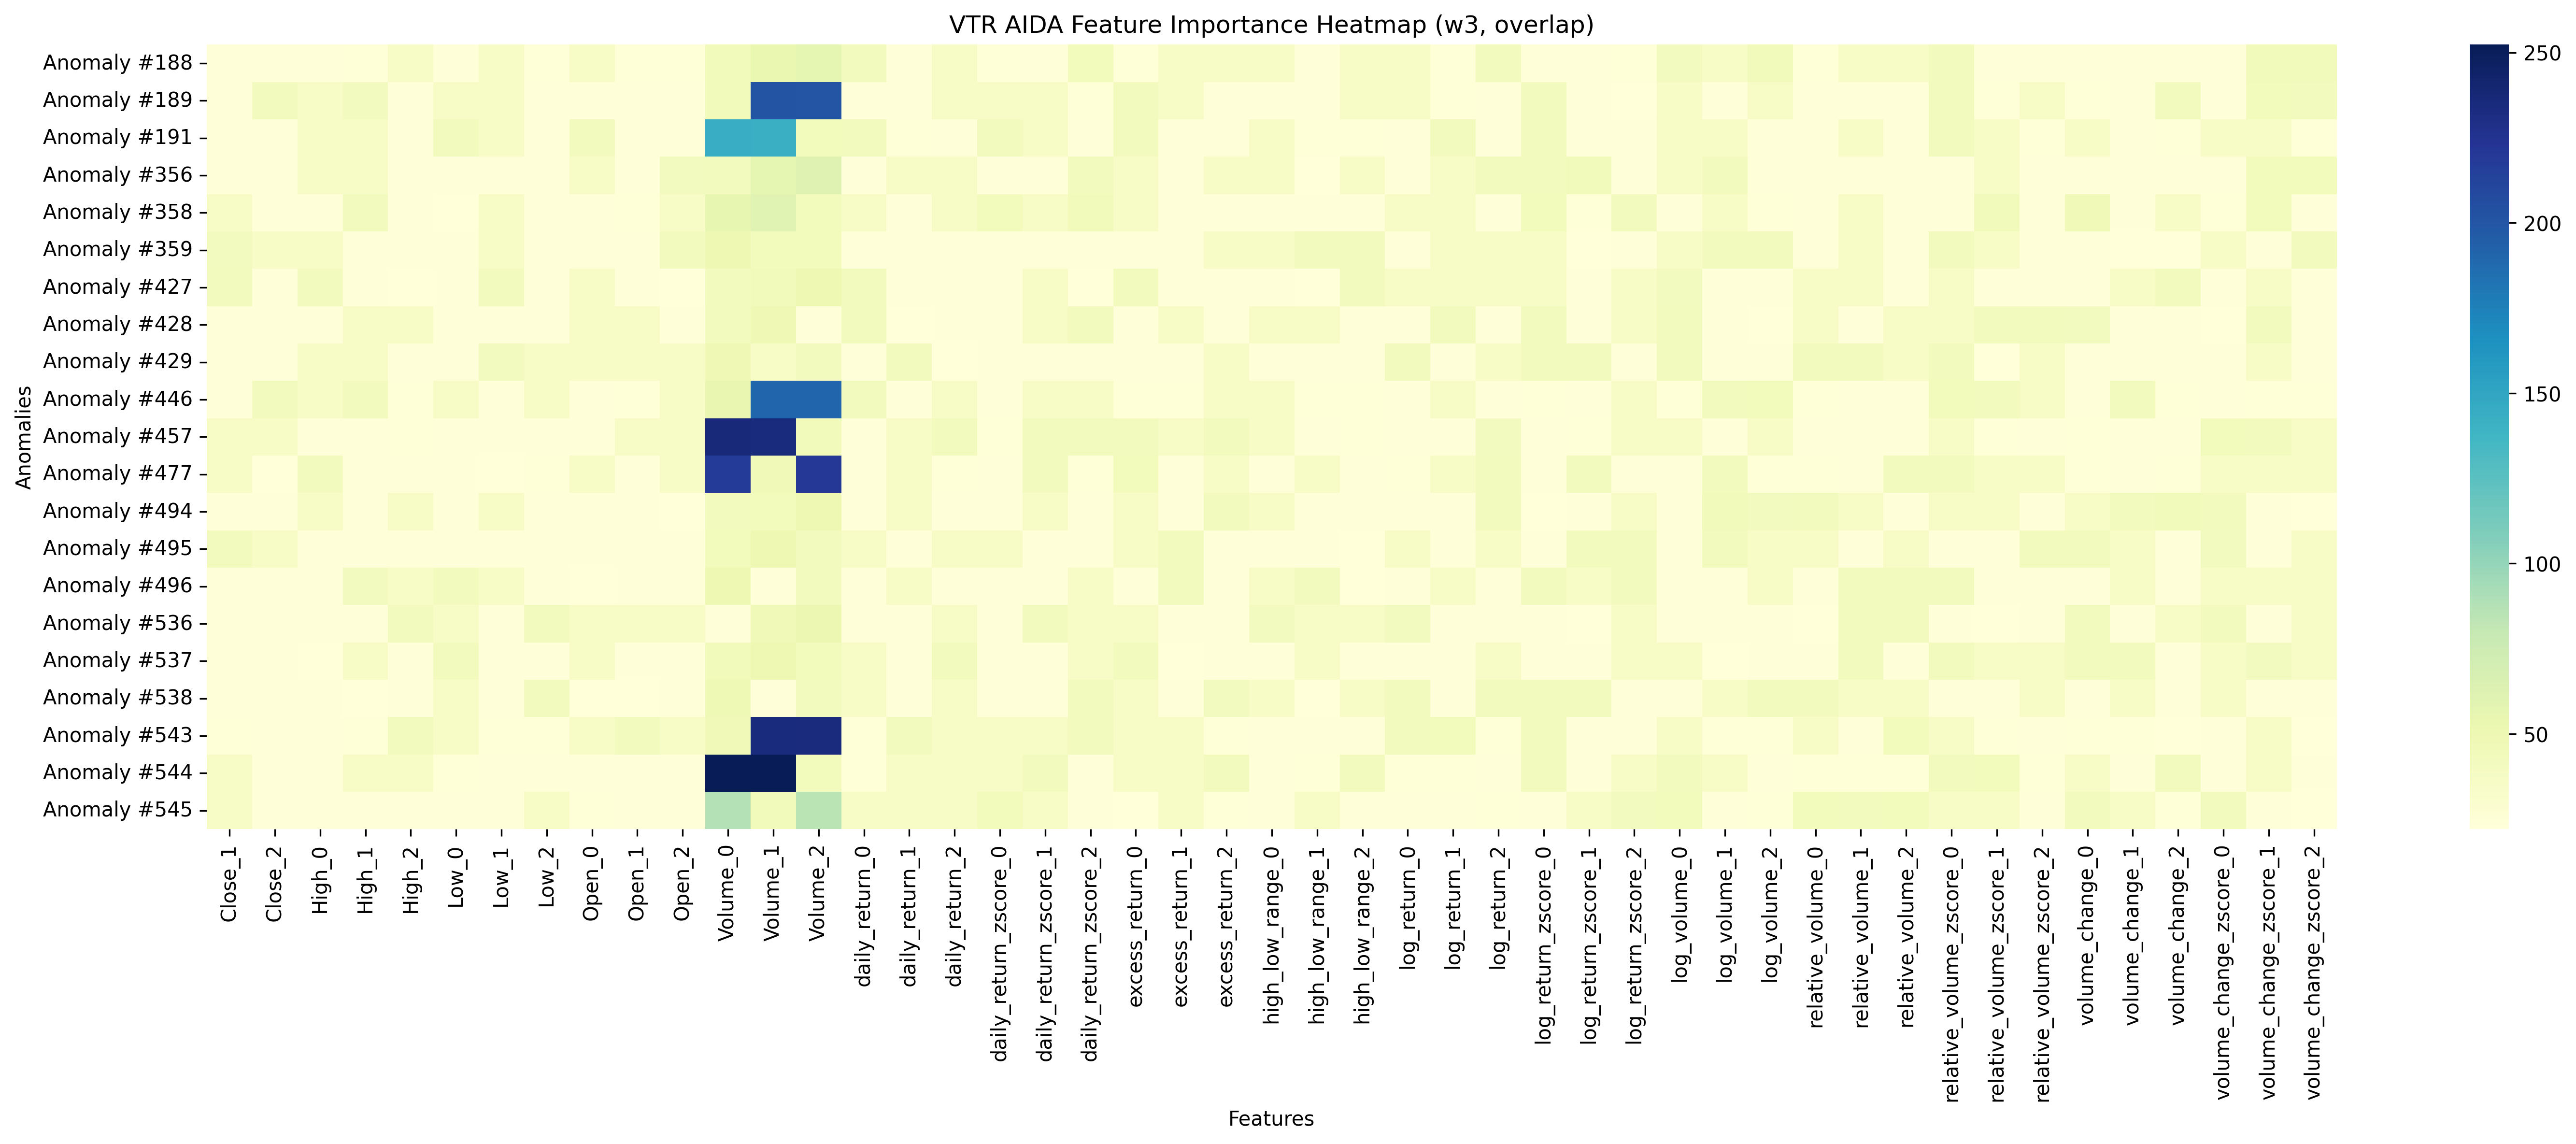 VTR AIDA Feature Importance Heatmap (w3, overlap)
Anomalies
Anomaly #188
Anomaly #189
Anomaly #191
Anomaly #356
Anomaly #358
Anomaly #359
Anomaly #427
Anomaly #428
Anomaly #429
Anomaly #446
Anomaly #457
Anomaly #477
Anomaly #494
Anomaly #495
Anomaly #496
Anomaly #536
Anomaly #537
Anomaly #538
Anomaly #543
Anomaly #544
Anomaly #545
Close_1
Close_2
High_0
High_1
High_2
Low_0
Low_1
Low_2
Open_0
Open_1
Open_2
Volume_0
Volume_1
Volume_2
daily_return_0
daily_return_1
daily_return_2
daily_return_zscore_0
daily_return_zscore_1
daily_return_zscore_2
excess_return_0
excess_return_1
excess_return_2
high_low_range_0
high_low_range_1
high_low_range_2
log_return_0
log_return_1
log_return_2
log_return_zscore_0
log_return_zscore_1
log_return_zscore_2
log_volume_0
log_volume_1
log_volume_2
relative_volume_0
relative_volume_1
relative_volume_2
relative_volume_zscore_0
relative_volume_zscore_1
relative_volume_zscore_2
volume_change_0
volume_change_1
volume_change_2
volume_change_zscore_0
volume_change_zscore_1
volume_change_zscore_2
Features
250
200
150
100
50